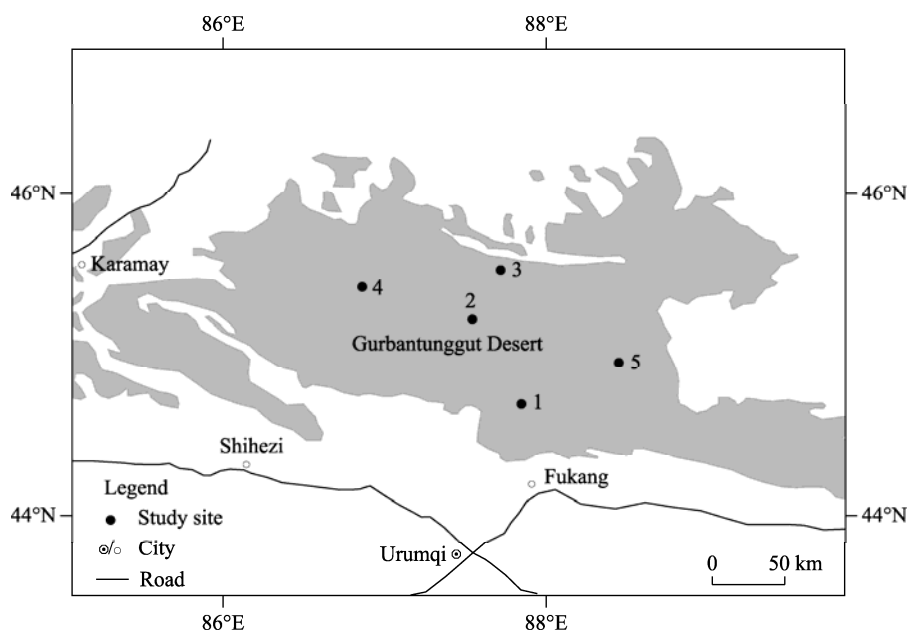 86°E 88°E
46°N 46°N
Karamay
3
4
2
Gurbantunggut Desert
5
1
Shihezi
Fukang
Legend
44°N 44°N
Study site
City
Urumqi
0 50 km
Road
86°E 88°E